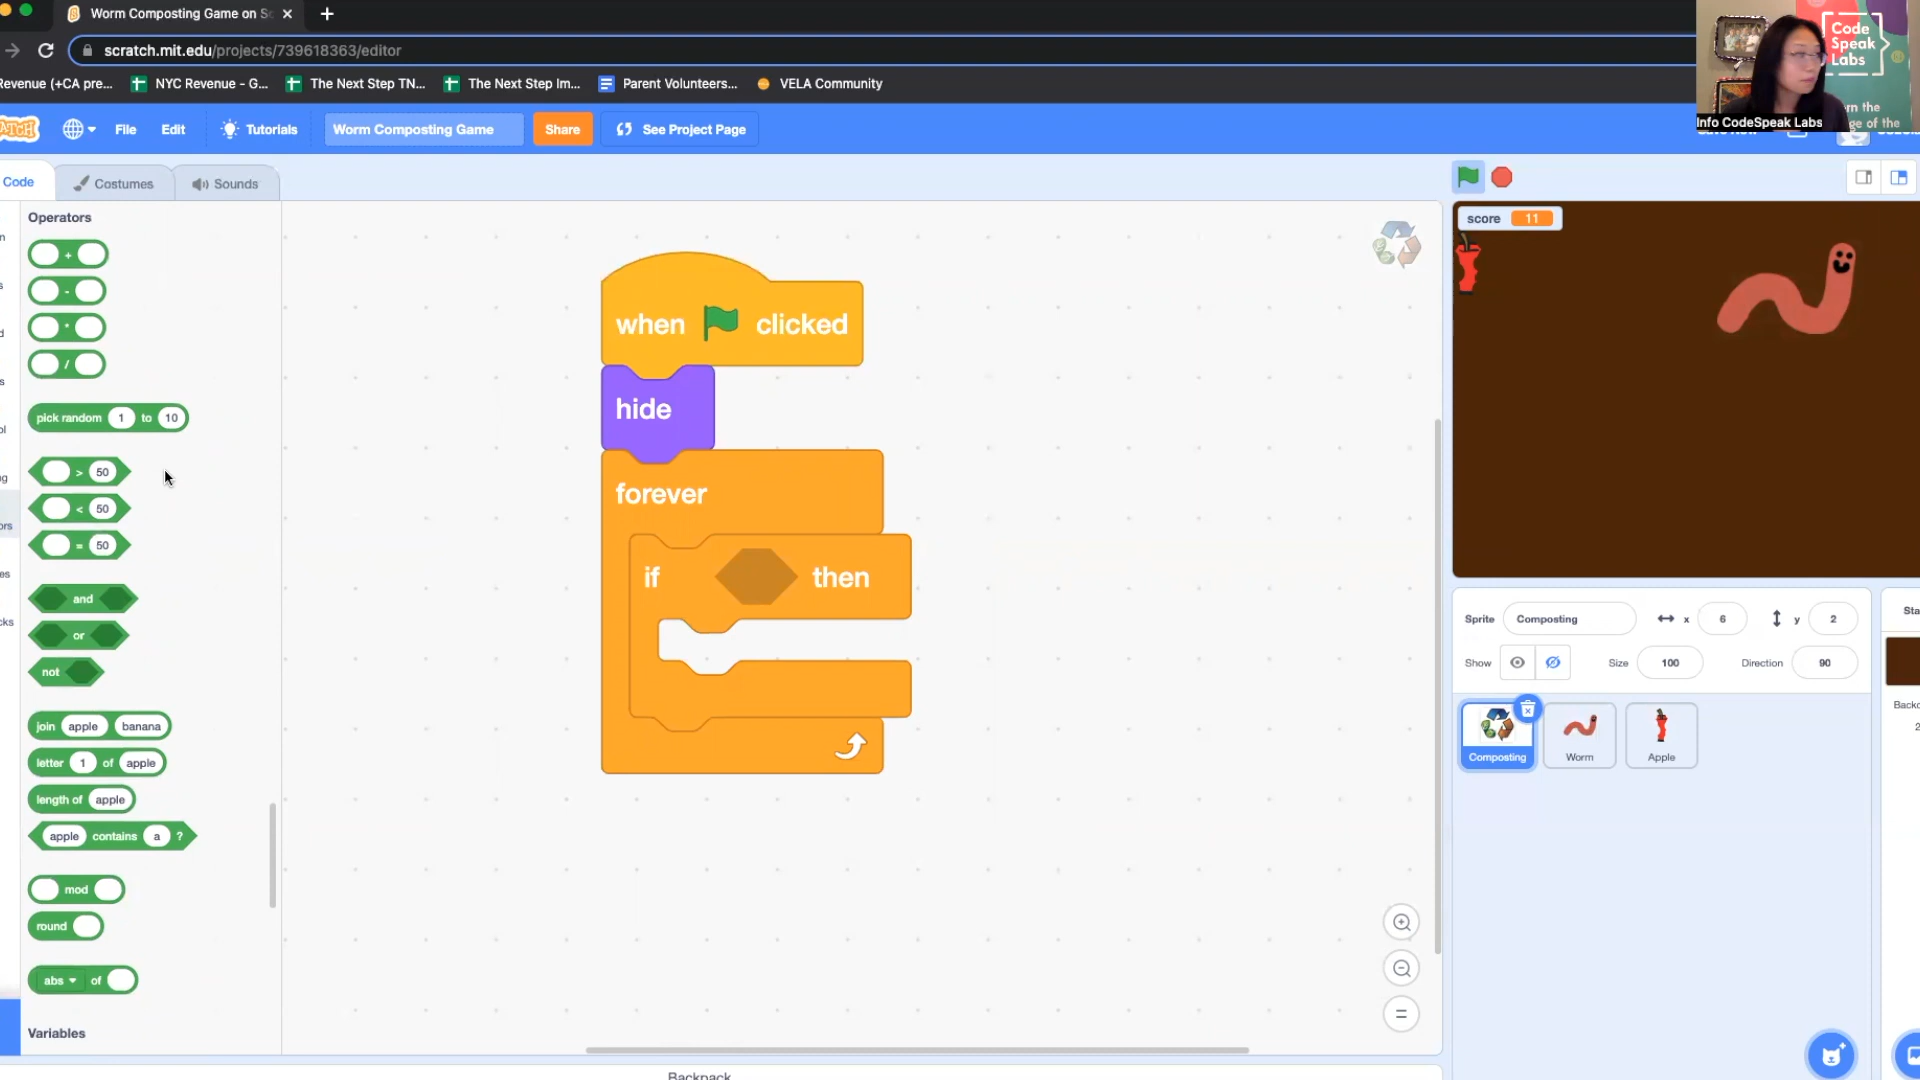 Worm Composting Game on Sc
scratch.mit.edu/projects/739618363/editor
Revenue (+CA pre...
NYC Revenue - G...
The Next Step TN...
The Next Step Im...
Parent Volunteers...
VELA Community
Code
Speak
Labs
Info CodeSpeak Labs
File
Edit
Tutorials
Worm Composting Game
Share
See Project Page
Code
Costumes
Sounds
Operators
+
-
*
/
pick random 1 to 10
> 50
< 50
= 50
and
or
not
join apple banana
letter 1 of apple
length of apple
apple contains a ?
mod
round
abs of
Variables
when clicked
hide
forever
if then
score 11
Sprite Composting x 6 y 2
Show Size 100 Direction 90
Composting
Worm
Apple
Backpack